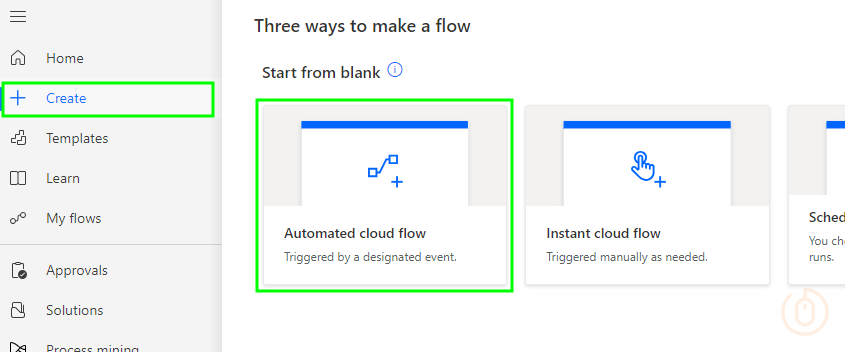 Three ways to make a flow
Home
Start from blank
Create
Templates
Learn
My flows
Automated cloud flow
Triggered by a designated event.
Instant cloud flow
Triggered manually as needed.
Sched
You cho
runs.
Approvals
Solutions
Process mining